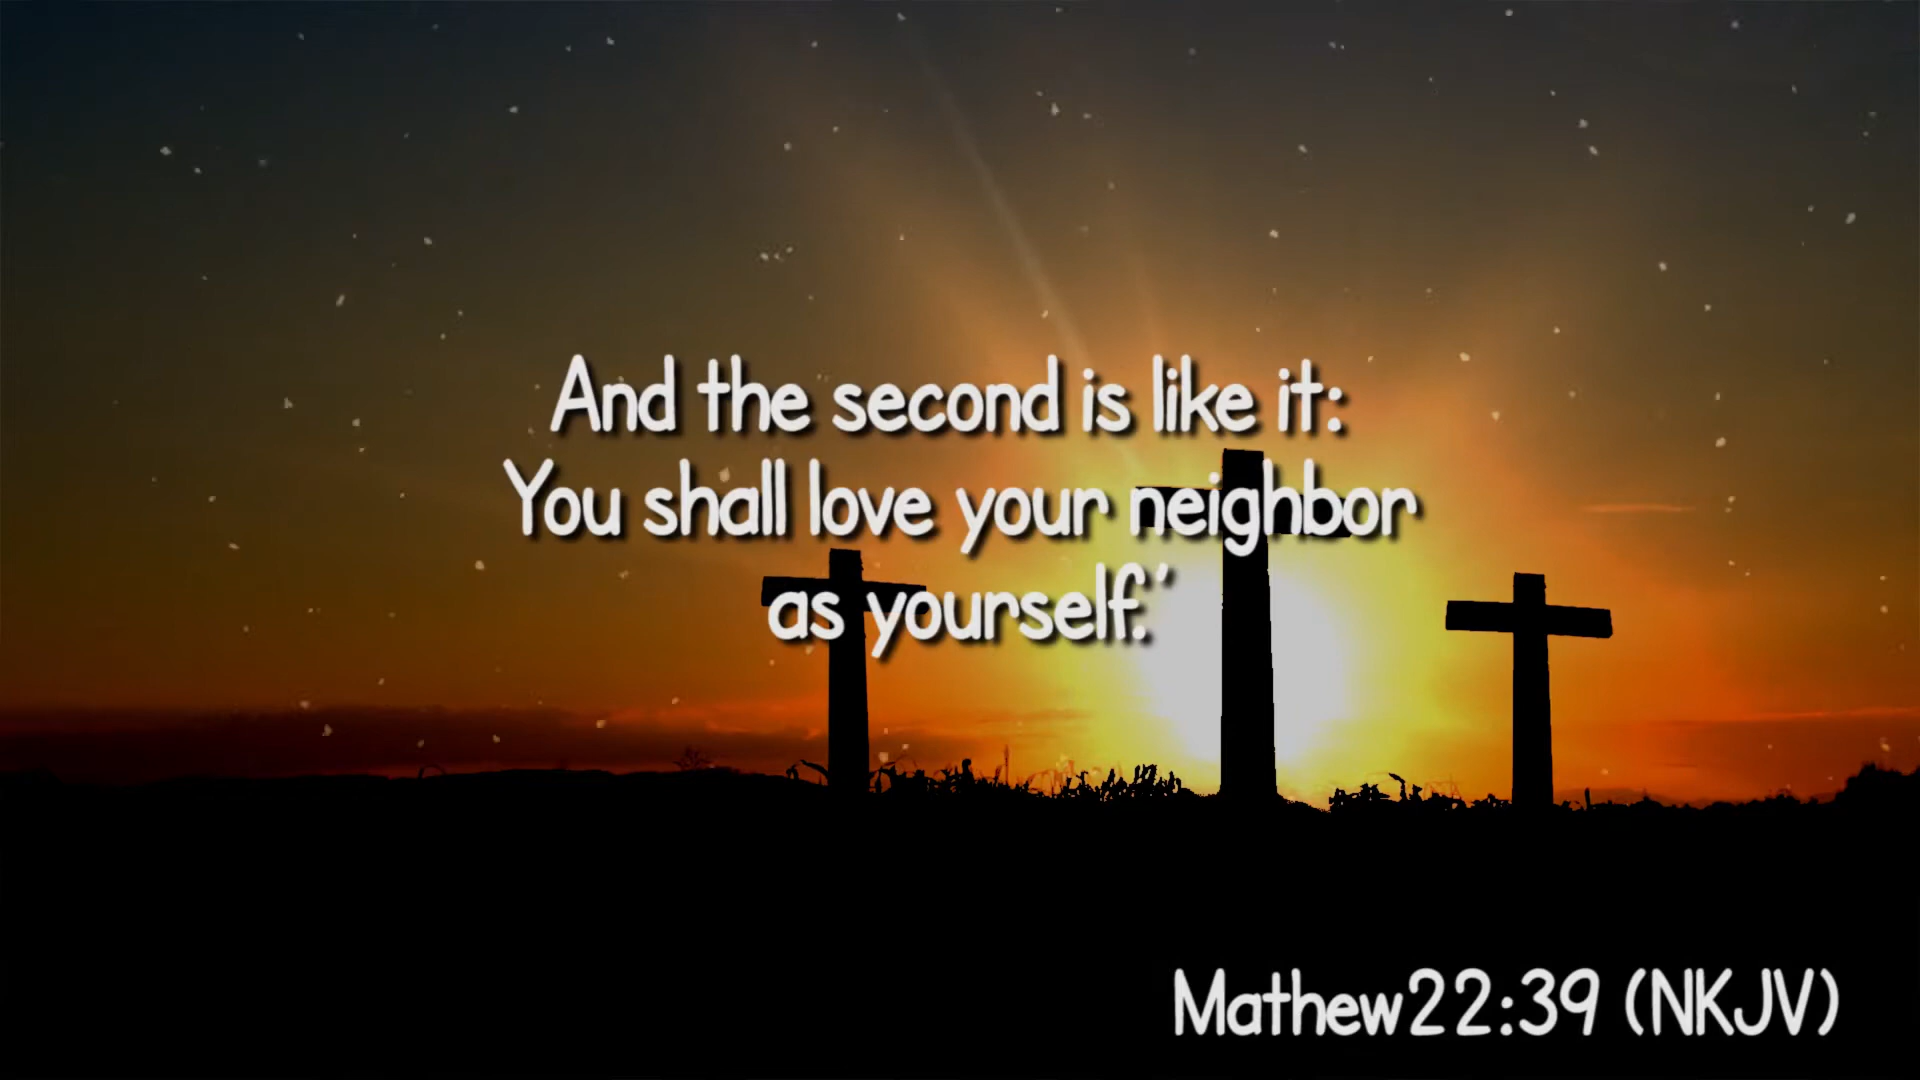 And the second is like it:
You shall love your neighbor
as yourself.'
Mathew22:39 (NKJV)